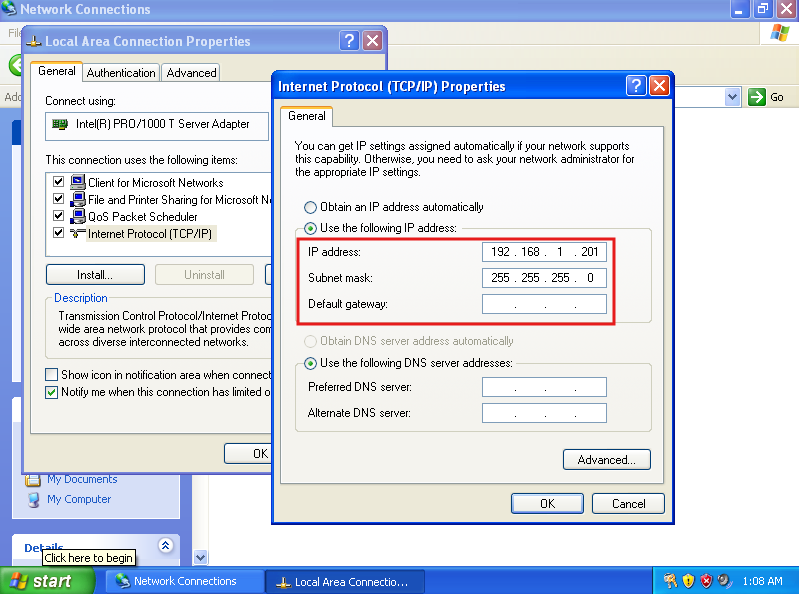 Network Connections
Fil
Local Area Connection Properties
General
Authentication
Advanced
Connect using:
Intel(R) PRO/1000 T Server Adapter
This connection uses the following items:
Client for Microsoft Networks
File and Printer Sharing for Microsoft N
QoS Packet Scheduler
Internet Protocol (TCP/IP)
Install...
Uninstall
Description
Transmission Control Protocol/Internet Protoc
wide area network protocol that provides com
across diverse interconnected networks.
Show icon in notification area when connect
Notify me when this connection has limited o
OK
Add
Go
Internet Protocol (TCP/IP) Properties
General
You can get IP settings assigned automatically if your network supports
this capability. Otherwise, you need to ask your network administrator for
the appropriate IP settings.
Obtain an IP address automatically
Use the following IP address:
IP address: 192 . 168 . 1 . 201
Subnet mask: 255 . 255 . 255 . 0
Default gateway: . . .
Obtain DNS server address automatically
Use the following DNS server addresses:
Preferred DNS server: . . .
Alternate DNS server: . . .
Advanced...
OK
Cancel
My Documents
My Computer
Details
Click here to begin
start
Network Connections
Local Area Connectio...
1:08 AM